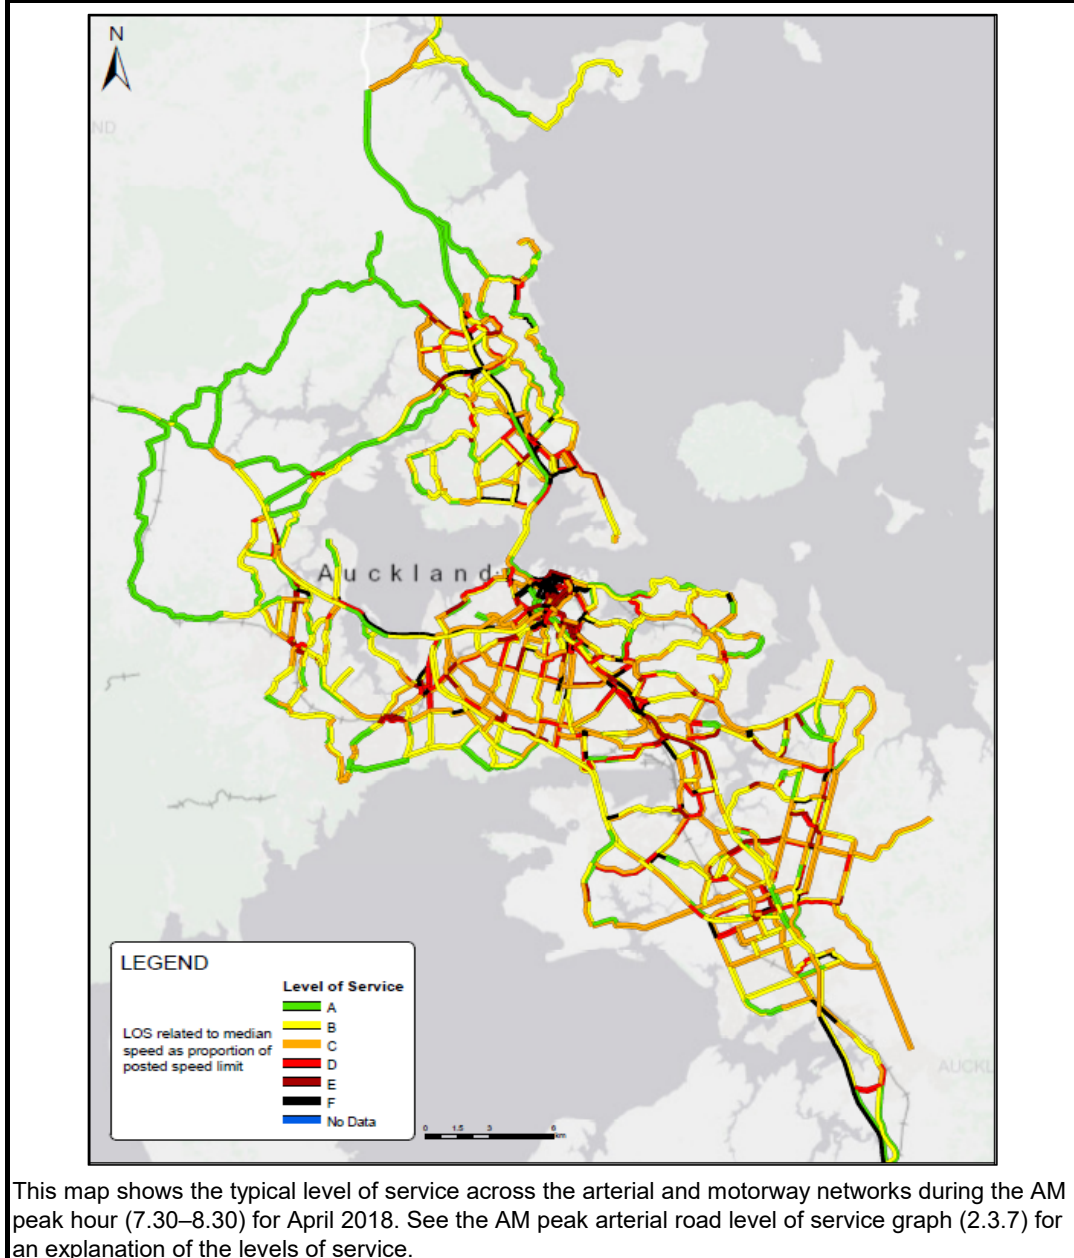 N
ND
Auckland
LEGEND
Level of Service
A
B
C
D
E
F
No Data
LOS related to median
speed as proportion of
posted speed limit
0 1.5 3 6
km
AUCKL
This map shows the typical level of service across the arterial and motorway networks during the AM
peak hour (7.30–8.30) for April 2018. See the AM peak arterial road level of service graph (2.3.7) for
an explanation of the levels of service.